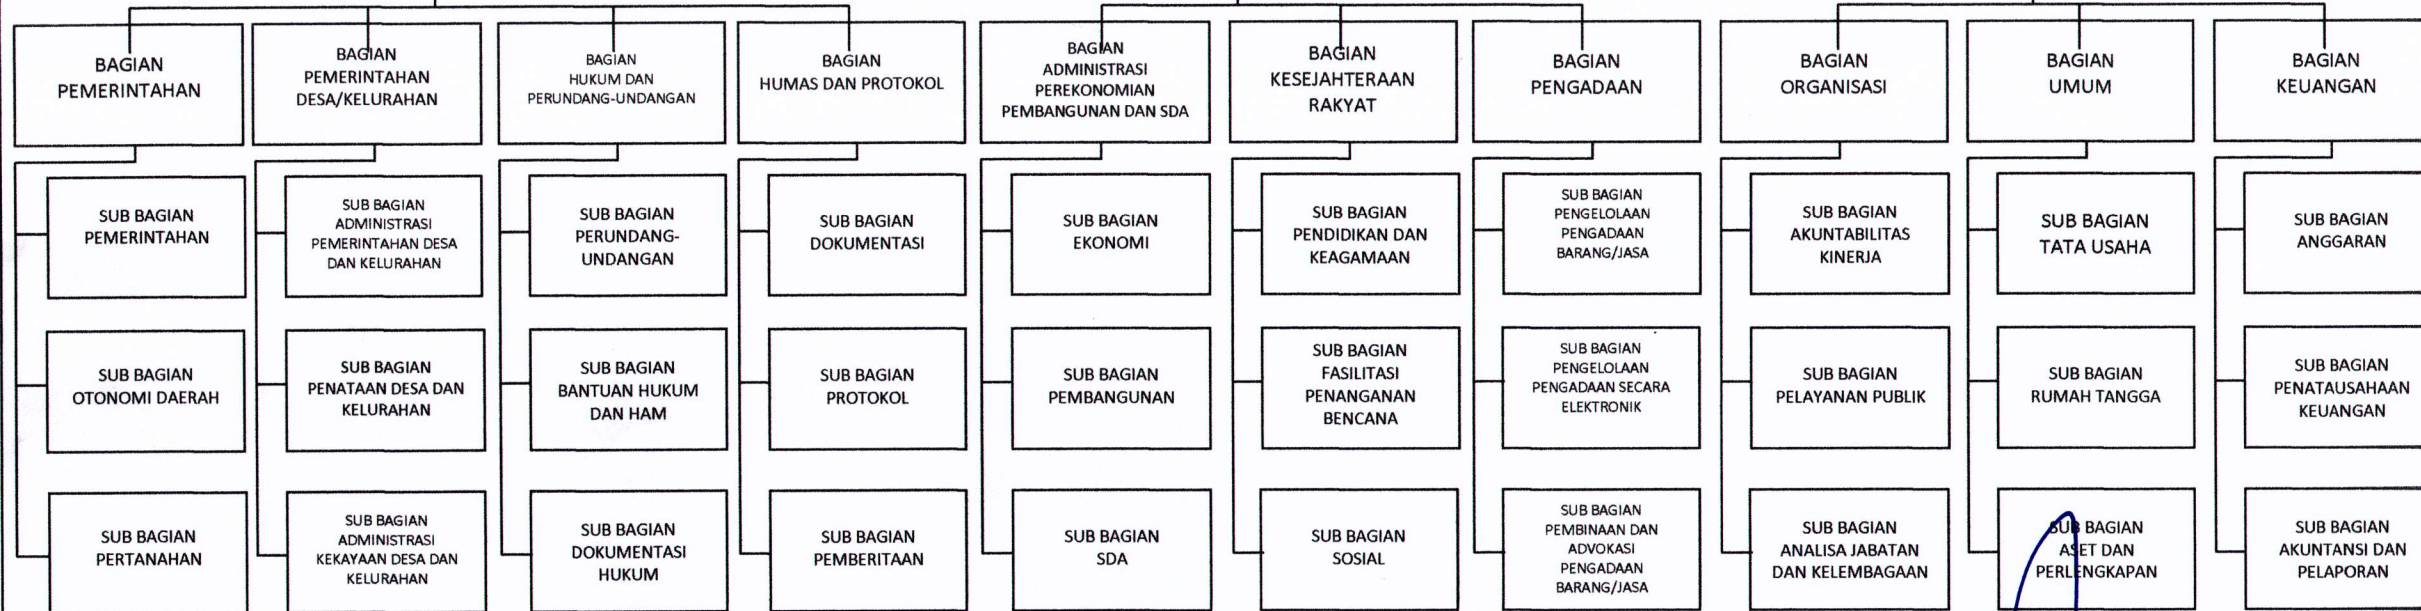 BAGIAN
PEMERINTAHAN
BAGIAN
PEMERINTAHAN
DESA/KELURAHAN
BAGIAN
HUKUM DAN
PERUNDANG-UNDANGAN
BAGIAN
HUMAS DAN PROTOKOL
BAGIAN
ADMINISTRASI
PEREKONOMIAN
PEMBANGUNAN DAN SDA
BAGIAN
KESEJAHTERAAN
RAKYAT
BAGIAN
PENGADAAN
BAGIAN
ORGANISASI
BAGIAN
UMUM
BAGIAN
KEUANGAN
SUB BAGIAN
PEMERINTAHAN
SUB BAGIAN
ADMINISTRASI
PEMERINTAHAN DESA
DAN KELURAHAN
SUB BAGIAN
PERUNDANG-
UNDANGAN
SUB BAGIAN
DOKUMENTASI
SUB BAGIAN
EKONOMI
SUB BAGIAN
PENDIDIKAN DAN
KEAGAMAAN
SUB BAGIAN
PENGELOLAAN
PENGADAAN
BARANG/JASA
SUB BAGIAN
AKUNTABILITAS
KINERJA
SUB BAGIAN
TATA USAHA
SUB BAGIAN
ANGGARAN
SUB BAGIAN
OTONOMI DAERAH
SUB BAGIAN
PENATAAN DESA DAN
KELURAHAN
SUB BAGIAN
BANTUAN HUKUM
DAN HAM
SUB BAGIAN
PROTOKOL
SUB BAGIAN
PEMBANGUNAN
SUB BAGIAN
FASILITASI
PENANGANAN
BENCANA
SUB BAGIAN
PENGELOLAAN
PENGADAAN SECARA
ELEKTRONIK
SUB BAGIAN
PELAYANAN PUBLIK
SUB BAGIAN
RUMAH TANGGA
SUB BAGIAN
PENATAUSAHAAN
KEUANGAN
SUB BAGIAN
PERTANAHAN
SUB BAGIAN
ADMINISTRASI
KEKAYAAN DESA DAN
KELURAHAN
SUB BAGIAN
DOKUMENTASI
HUKUM
SUB BAGIAN
PEMBERITAAN
SUB BAGIAN
SDA
SUB BAGIAN
SOSIAL
SUB BAGIAN
PEMBINAAN DAN
ADVOKASI
PENGADAAN
BARANG/JASA
SUB BAGIAN
ANALISA JABATAN
DAN KELEMBAGAAN
SUB BAGIAN
ASET DAN
PERLENGKAPAN
SUB BAGIAN
AKUNTANSI DAN
PELAPORAN